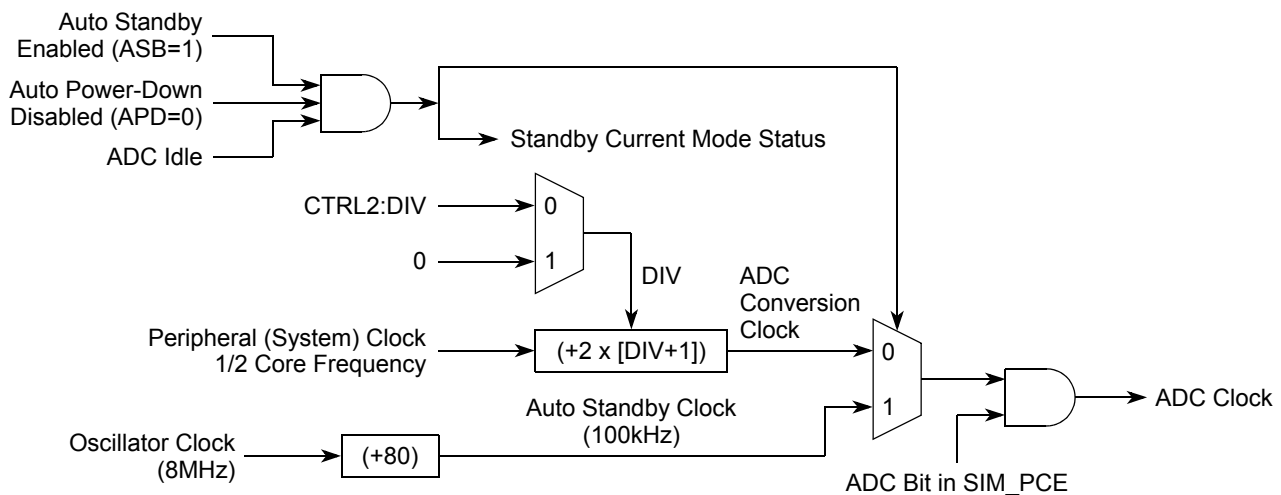 Auto Standby
Enabled (ASB=1)
Auto Power-Down
Disabled (APD=0)
ADC Idle
Standby Current Mode Status
CTRL2:DIV
0
0
1
DIV
ADC
Conversion
Clock
Peripheral (System) Clock
1/2 Core Frequency
(+2 x [DIV+1])
0
1
Auto Standby Clock
(100kHz)
Oscillator Clock
(8MHz)
(+80)
ADC Clock
ADC Bit in SIM_PCE